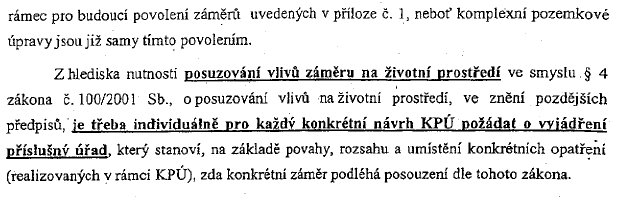 rámec pro budoucí povolení záměrů uvedených v příloze č. 1, neboť komplexní pozemkové
úpravy jsou již samy tímto povolením.
Z hlediska nutnosti posuzování vlivů záměru na životní prostředí ve smyslu § 4
zákona č. 100/2001 Sb., o posuzování vlivů na životní prostředí, ve znění pozdějších
předpisů, je třeba individuálně pro každý konkrétní návrh KPÚ požádat o vyjádření
příslušný úřad, který stanoví, na základě povahy, rozsahu a umístění konkrétních opatření
(realizovaných v rámci KPÚ), zda konkrétní záměr podléhá posouzení dle tohoto zákona.